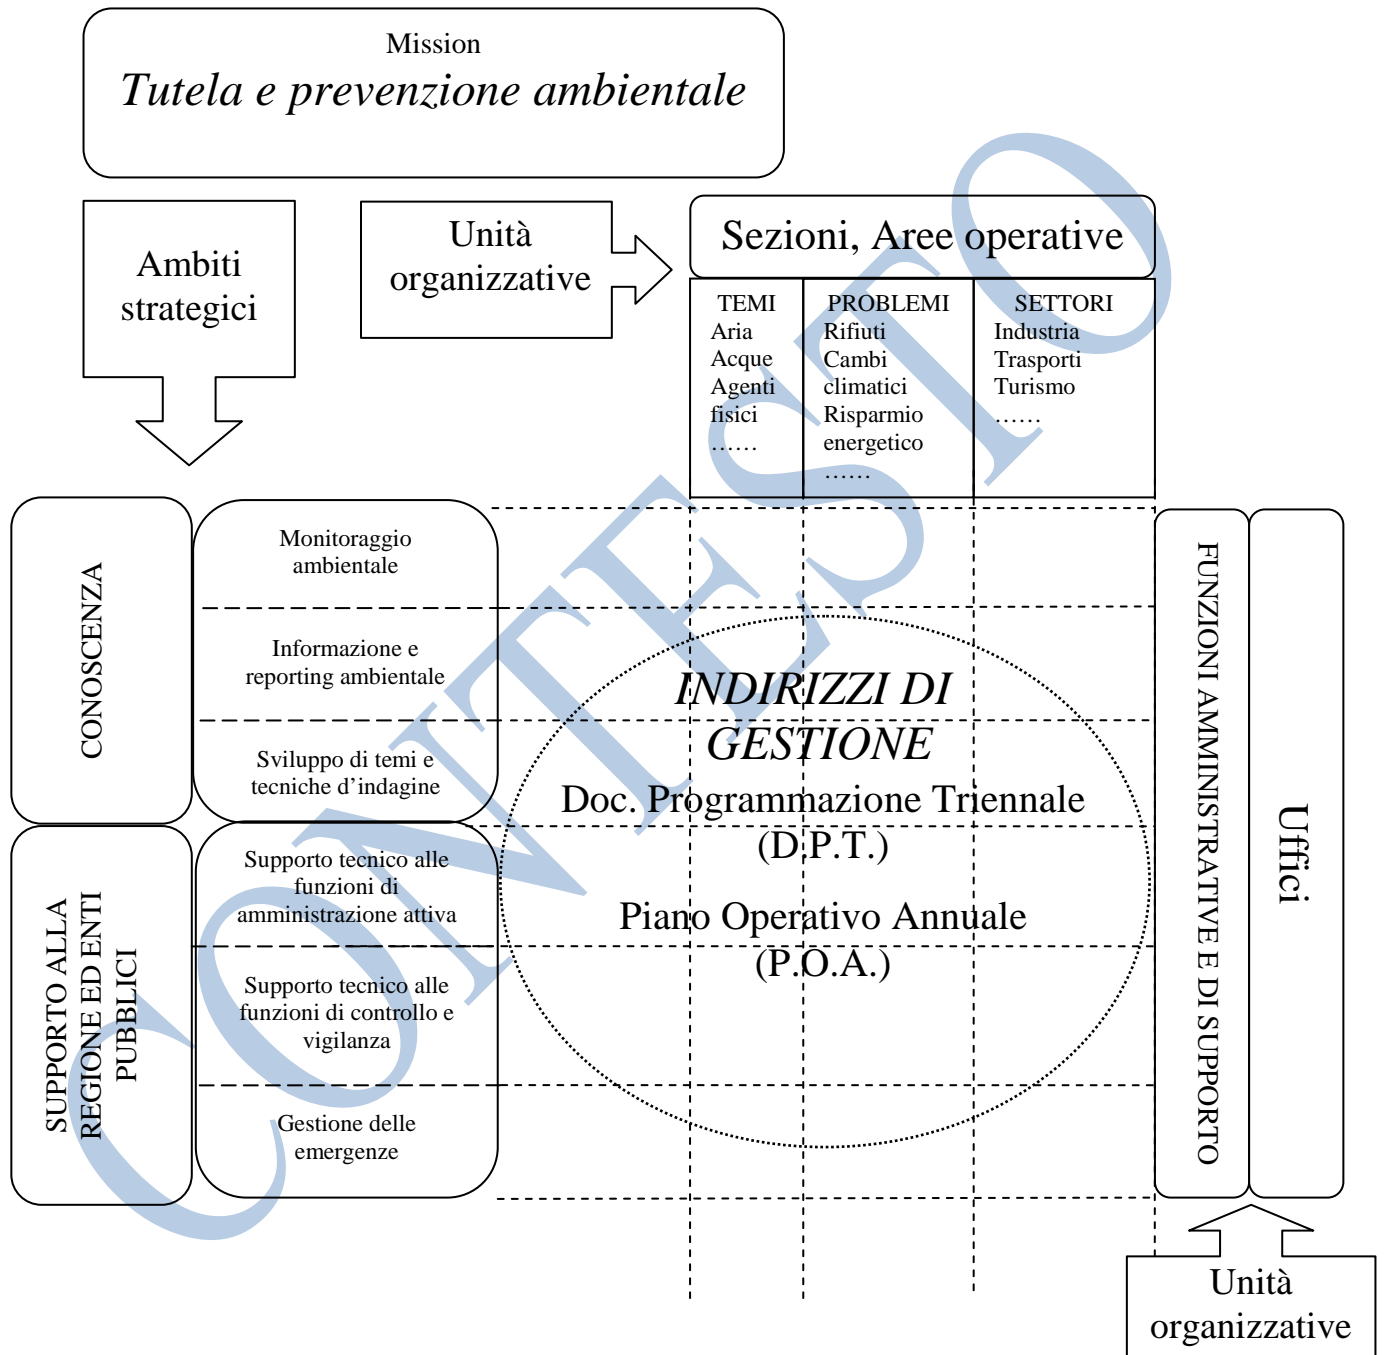 Mission
Tutela e prevenzione ambientale
Ambiti
strategici
Unità
organizzative
Sezioni, Aree operative
TEMI
Aria
Acque
Agenti
fisici
……
PROBLEMI
Rifiuti
Cambi
climatici
Risparmio
energetico
……
SETTORI
Industria
Trasporti
Turismo
……
CONOSCENZA
Monitoraggio
ambientale
Informazione e
reporting ambientale
Sviluppo di temi e
tecniche d’indagine
SUPPORTO ALLA
REGIONE ED ENTI
PUBBLICI
Supporto tecnico alle
funzioni di
amministrazione attiva
Supporto tecnico alle
funzioni di controllo e
vigilanza
Gestione delle
emergenze
INDIRIZZI DI
GESTIONE
Doc. Programmazione Triennale
(D.P.T.)
Piano Operativo Annuale
(P.O.A.)
FUNZIONI AMMINISTRATIVE E DI SUPPORTO
Uffici
Unità
organizzative
CONTESTO